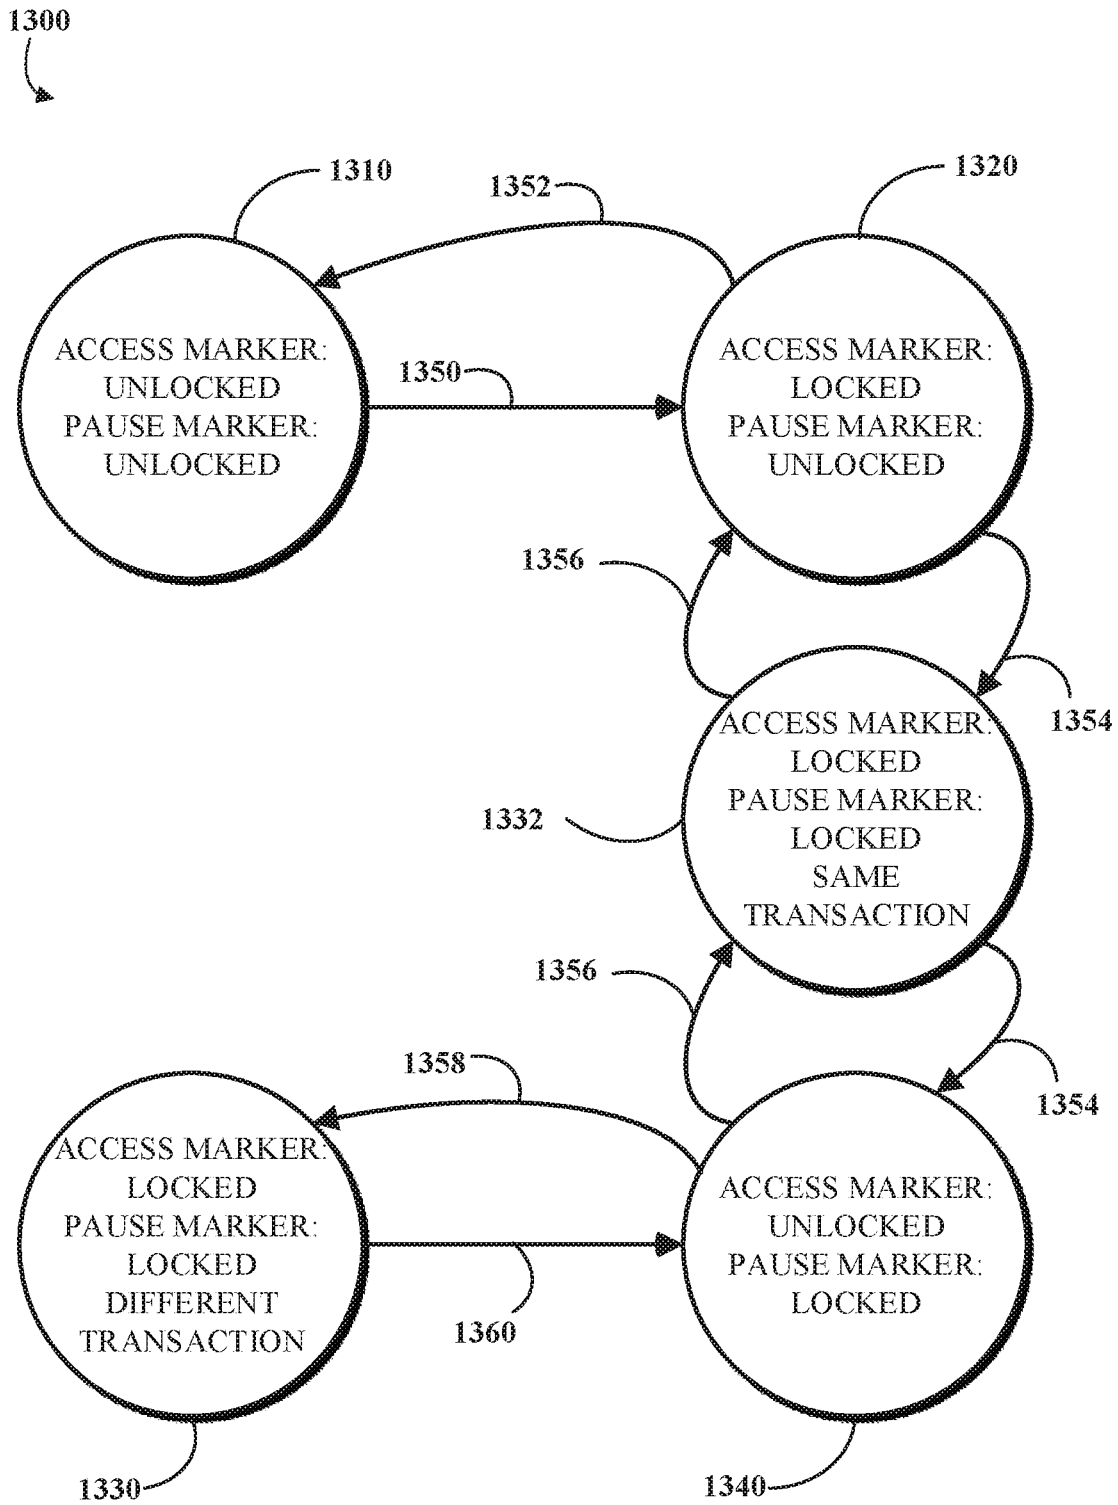 1300
1310
1352
1320
ACCESS MARKER:
UNLOCKED
PAUSE MARKER:
UNLOCKED
1350
ACCESS MARKER:
LOCKED
PAUSE MARKER:
UNLOCKED
1356
1354
ACCESS MARKER:
LOCKED
PAUSE MARKER:
LOCKED
SAME
TRANSACTION
1332
1356
1354
1358
ACCESS MARKER:
LOCKED
PAUSE MARKER:
LOCKED
DIFFERENT
TRANSACTION
1360
ACCESS MARKER:
UNLOCKED
PAUSE MARKER:
LOCKED
1330
1340